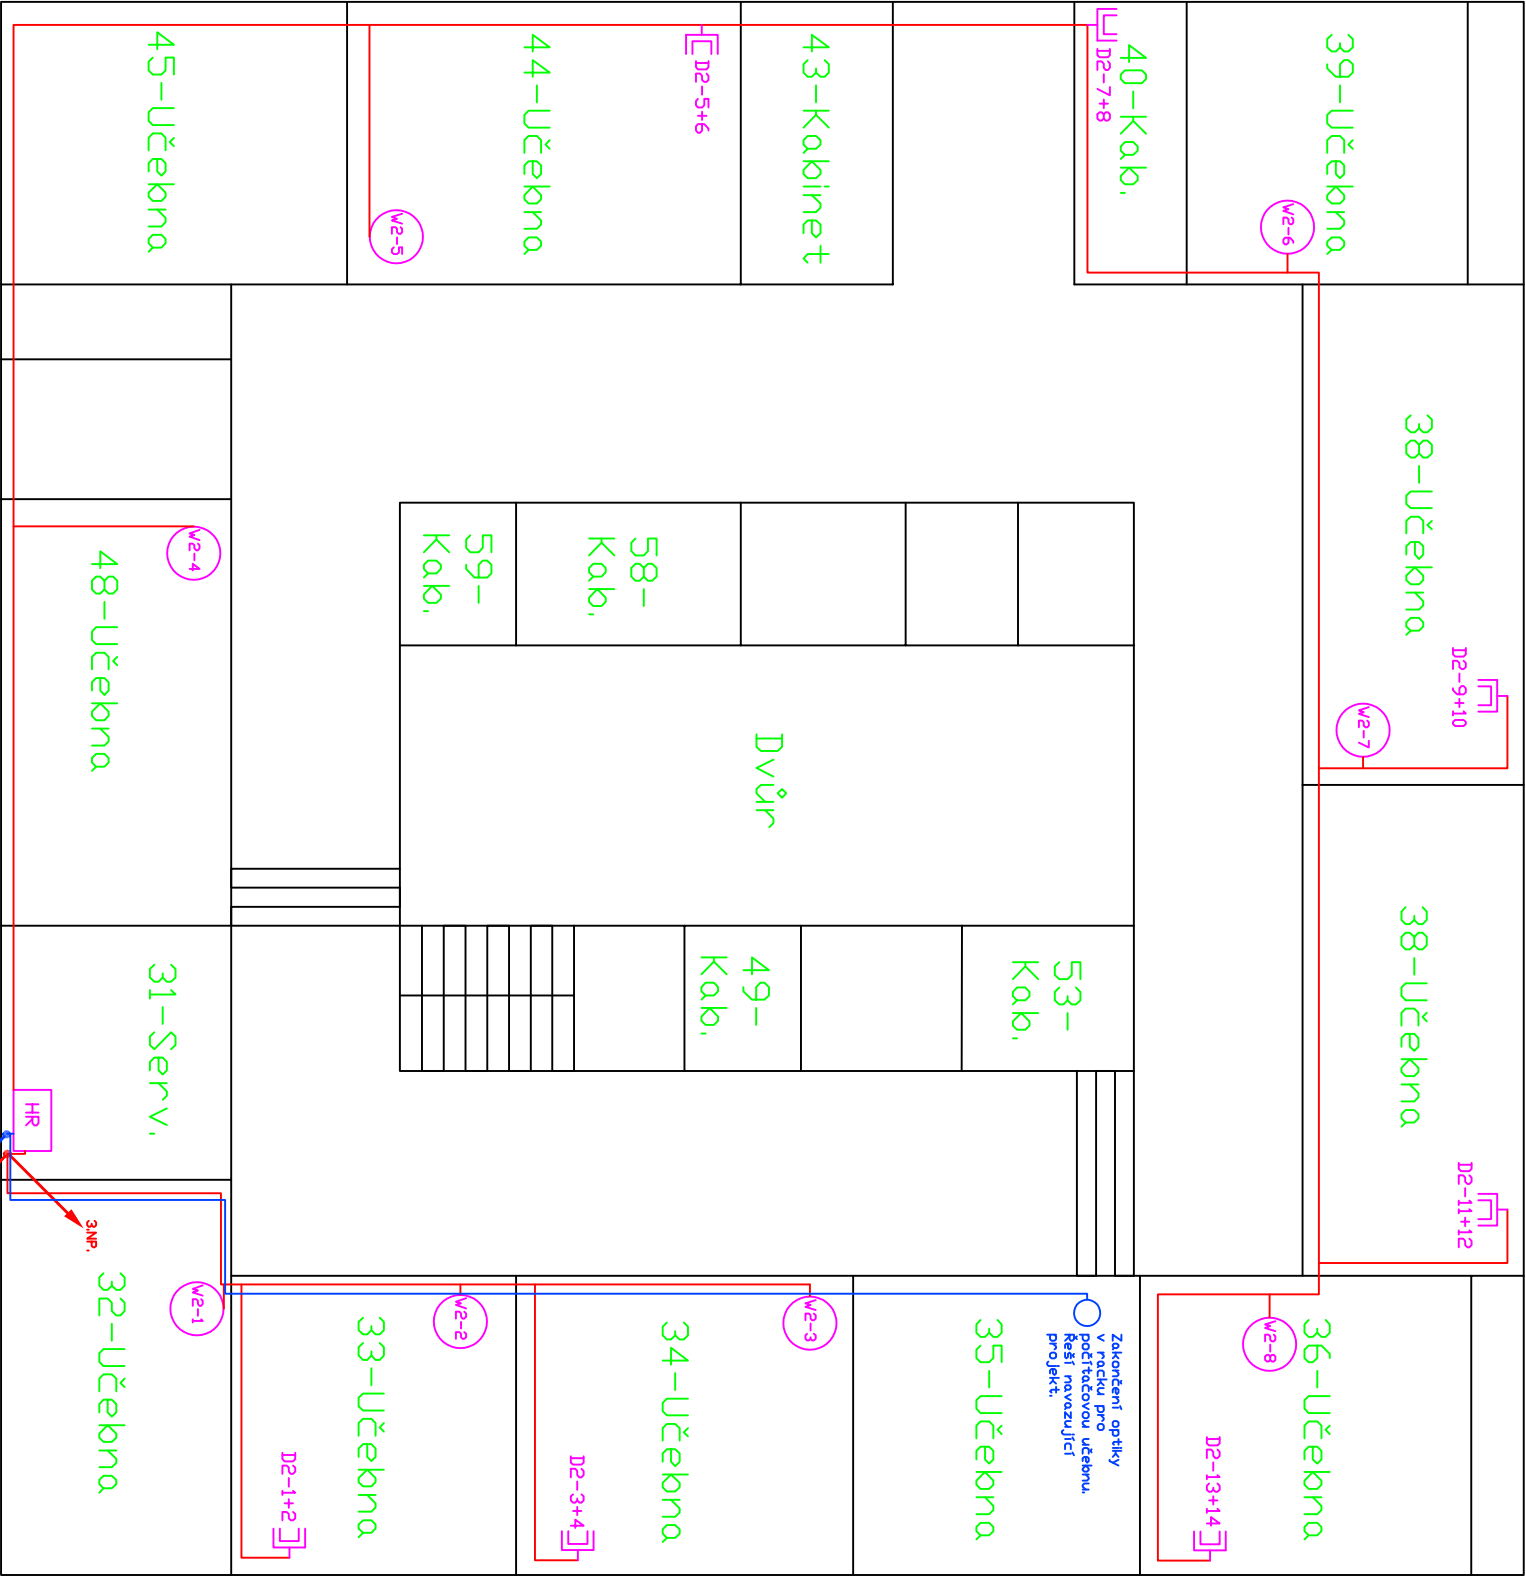 45-Učebna
44-Učebna
D2-5+6
43-Kabinet
D2-7+8
40-Kab.
39-Učebna
W2-5
W2-6
38-Učebna
D2-9+10
W2-7
W2-4
48-Učebna
59-
Kab.
58-
Kab.
Dvůr
49-
Kab.
53-
Kab.
38-Učebna
D2-11+12
31-Serv.
HR
3.NP.
32-Učebna
W2-1
W2-2
33-Učebna
D2-1+2
W2-3
34-Učebna
D2-3+4
35-Učebna
Zakončení optiky
v racku pro
počítačovou učebnu.
Řeší navazující
projekt.
W2-8
36-Učebna
D2-13+14